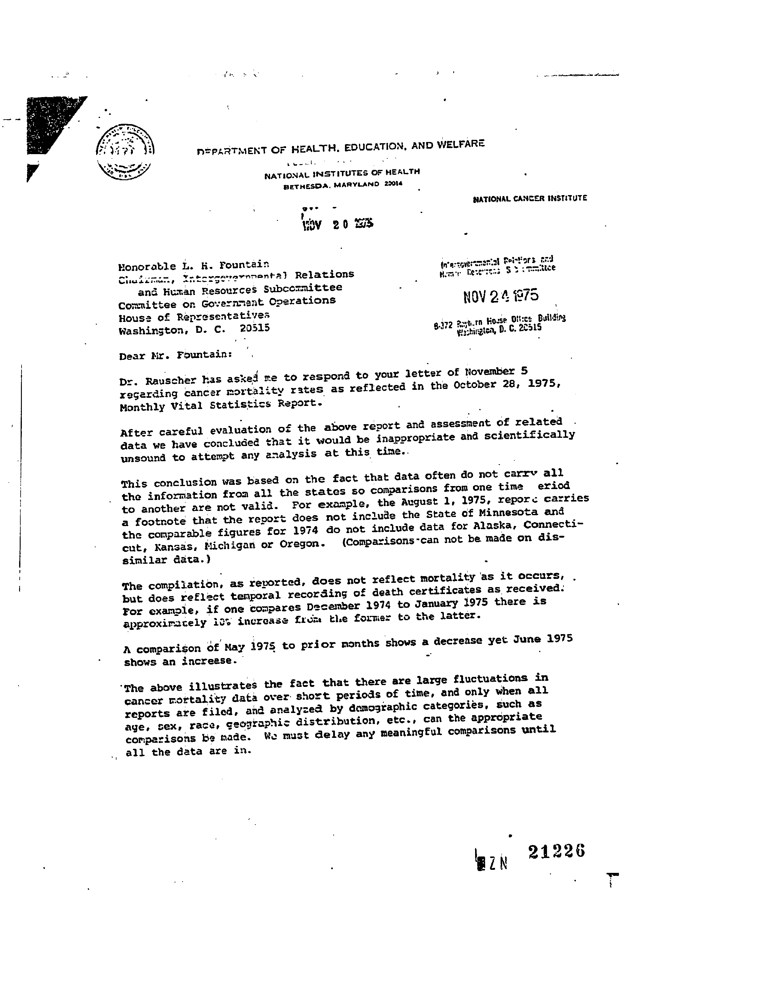 DEPARTMENT OF HEALTH, EDUCATION, AND WELFARE
NATIONAL INSTITUTES OF HEALTH
BETHESDA, MARYLAND 20014
NATIONAL CANCER INSTITUTE
NOV 20 1975
Honorable L. H. Fountain
Chairman, Intergovernmental Relations
and Human Resources Subcommittee
Committee on Government Operations
House of Representatives
Washington, D. C. 20515
Intergovernmental Relations and
Human Resources Subcommittee
NOV 24 1975
B-372 Rayburn House Office Building
Washington, D. C. 20515
Dear Mr. Fountain:
Dr. Rauscher has asked me to respond to your letter of November 5
regarding cancer mortality rates as reflected in the October 28, 1975,
Monthly Vital Statistics Report.
After careful evaluation of the above report and assessment of related
data we have concluded that it would be inappropriate and scientifically
unsound to attempt any analysis at this time.
This conclusion was based on the fact that data often do not carry all
the information from all the states so comparisons from one time eriod
to another are not valid. For example, the August 1, 1975, report carries
a footnote that the report does not include the State of Minnesota and
the comparable figures for 1974 do not include data for Alaska, Connecti-
cut, Kansas, Michigan or Oregon. (Comparisons can not be made on dis-
similar data.)
The compilation, as reported, does not reflect mortality as it occurs,
but does reflect temporal recording of death certificates as received.
For example, if one compares December 1974 to January 1975 there is
approximately 10% increase from the former to the latter.
A comparison of May 1975 to prior months shows a decrease yet June 1975
shows an increase.
The above illustrates the fact that there are large fluctuations in
cancer mortality data over short periods of time, and only when all
reports are filed, and analyzed by demographic categories, such as
age, sex, race, geographic distribution, etc., can the appropriate
comparisons be made. We must delay any meaningful comparisons until
all the data are in.
ZN 21226